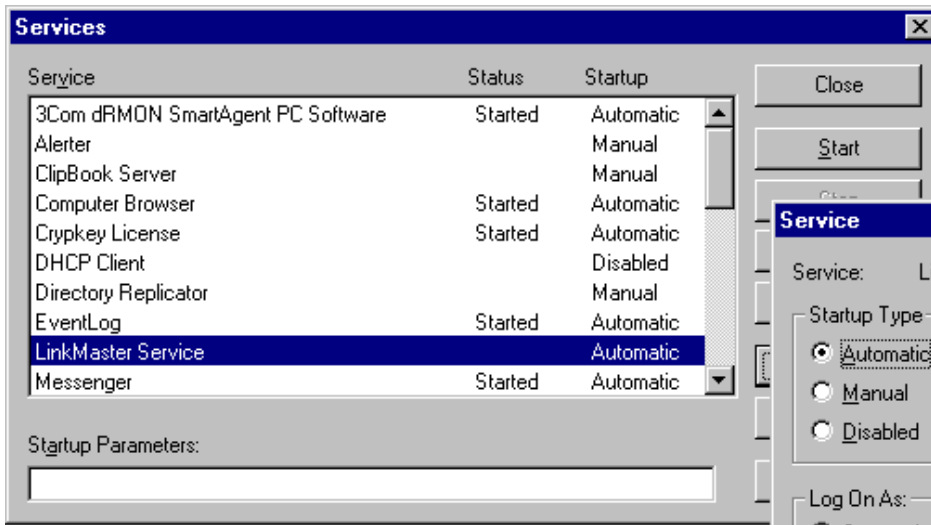 Services
Service Status Startup
3Com dRMON SmartAgent PC Software Started Automatic
Alerter Manual
ClipBook Server Manual
Computer Browser Started Automatic
Crypkey License Started Automatic
DHCP Client Disabled
Directory Replicator Manual
EventLog Started Automatic
LinkMaster Service Automatic
Messenger Started Automatic
Startup Parameters:
Close
Start
Service
Service: L
Startup Type
Automatic
Manual
Disabled
Log On As: